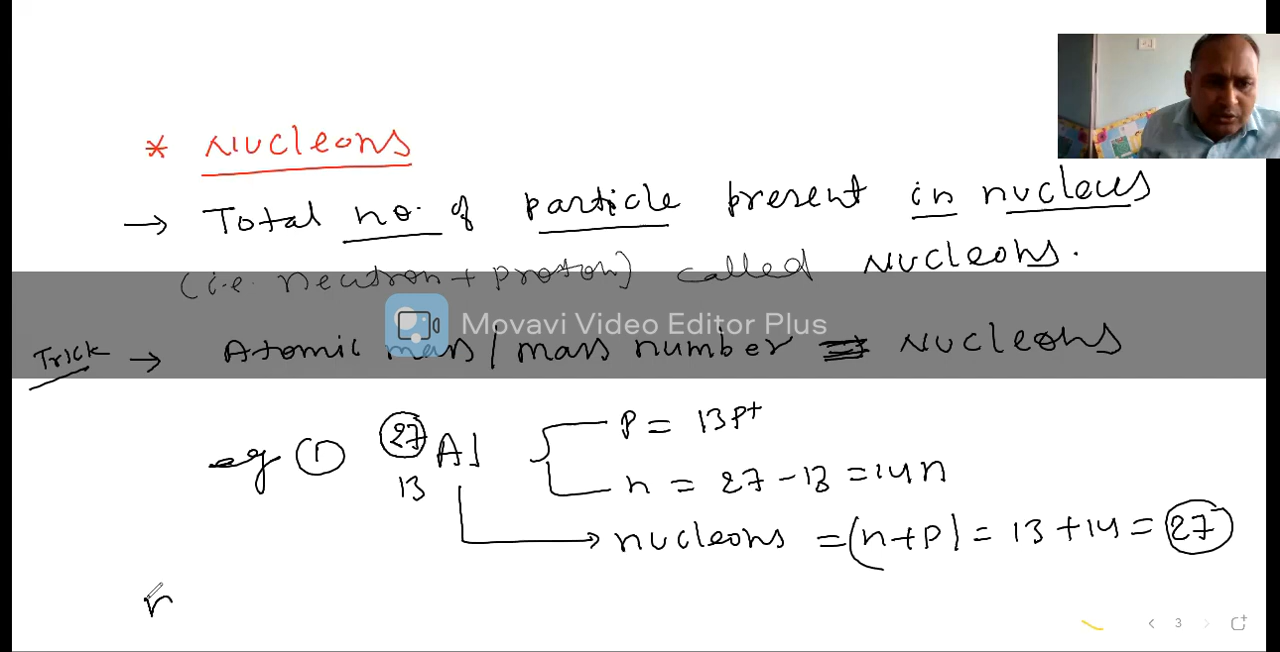 * Nucleons
→ Total no. of particle present in nucleus
(i.e. neutron + proton) called Nucleons.
Movavi Video Editor Plus
Trick → Atomic mass / mass number = Nucleons
eg ① 27 13 Al
P = 13P+
n = 27 - 13 = 14n
→ nucleons = (n+P) = 13 + 14 = 27
n
< 3 >